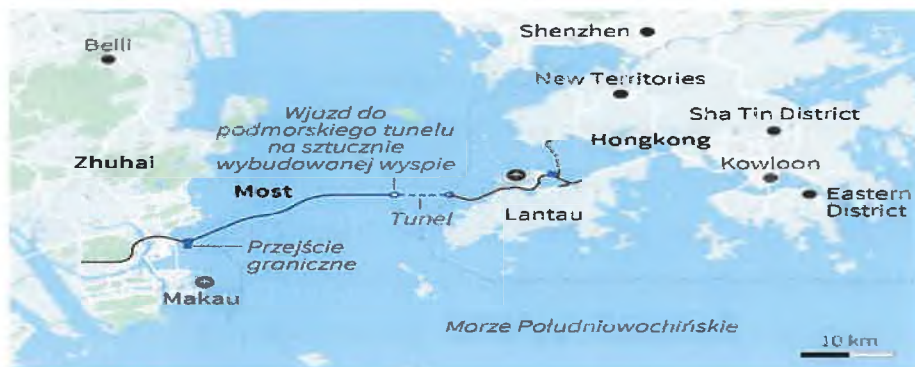 Belli
Shenzhen
New Territories
Sha Tin District
Wjuzd do
podmorskiego tunelu
na sztucznie
wybudowanej wyspie
Hongkong
Zhuhai
Kowloon
Most
Eastern
District
Tunel
Lantau
Przejście
graniczne
Makau
Morze Południowochińskie
10 km